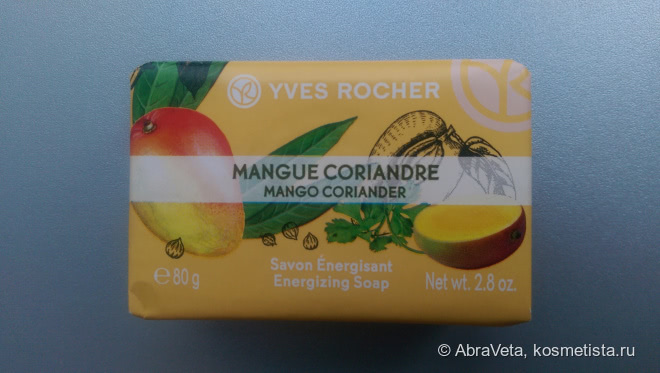 YVES ROCHER
MANGUE CORIANDRE
MANGO CORIANDER
℮ 80 g
Savon Énergisant
Energizing Soap
Net wt. 2.8 oz.
© AbraVeta, kosmetista.ru